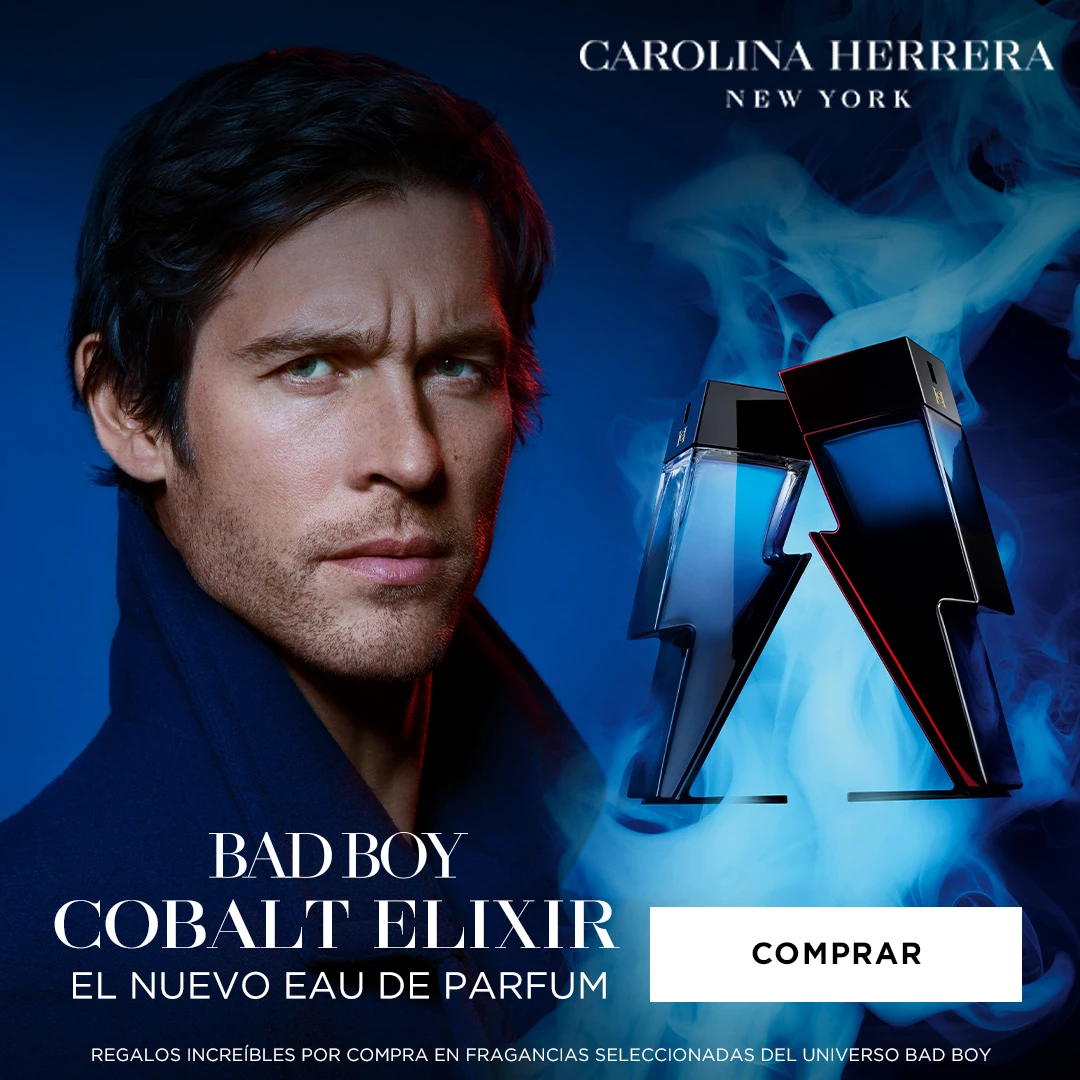 CAROLINA HERRERA
NEW YORK
BAD BOY
COBALT ELIXIR
EL NUEVO EAU DE PARFUM
COMPRAR
REGALOS INCREÍBLES POR COMPRA EN FRAGANCIAS SELECCIONADAS DEL UNIVERSO BAD BOY